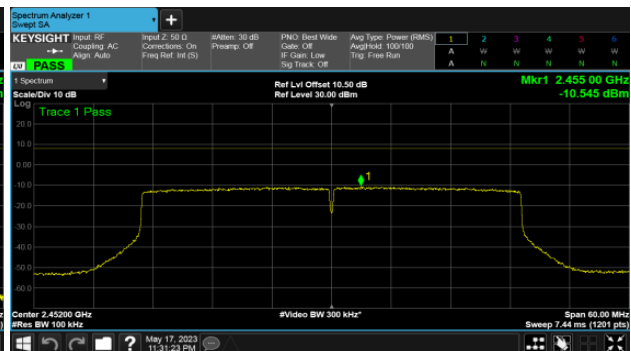 Spectrum Analyzer 1
Swept SA
+
KEYSIGHT Input: RF
Coupling: AC
Align: Auto
Input Z: 50 Ω
Corrections: On
Freq Ref: Int (S)
#Atten: 30 dB
Preamp: Off
PNO: Best Wide
Gate: Off
IF Gain: Low
Sig Track: Off
Avg Type: Power (RMS)
Avg|Hold: 100/100
Trig: Free Run
1 2 3 4 5 6
A W W W W W
A N N N N N
LXI PASS
1 Spectrum
Scale/Div 10 dB
Ref Lvl Offset 10.50 dB
Ref Level 30.00 dBm
Mkr1 2.455 00 GHz
-10.545 dBm
Log
Trace 1 Pass
20.0
10.0
0.00
-10.0
-20.0
-30.0
-40.0
-50.0
-60.0
1
Center 2.45200 GHz
#Res BW 100 kHz
#Video BW 300 kHz*
Span 60.00 MHz
Sweep 7.44 ms (1201 pts)
?
May 17, 2023
11:31:23 PM